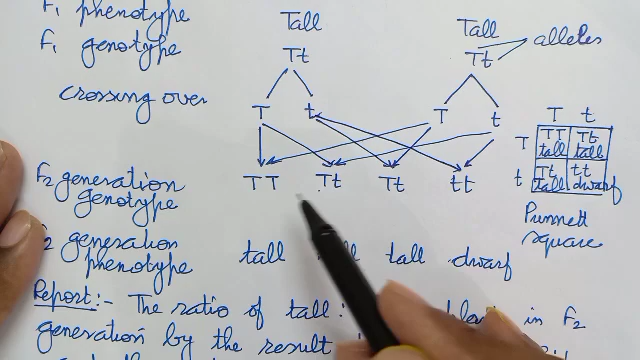 F1 phenotype Tall Tall
F1 genotype Tt Tt alleles
crossing over T t T t
F2 generation genotype TT Tt Tt tt
F2 generation phenotype tall tall dwarf
T t
T TT tall Tt tall
t Tt tall tt dwarf
Punnett square
Report:- The ratio of tall: in F2
generation by the result